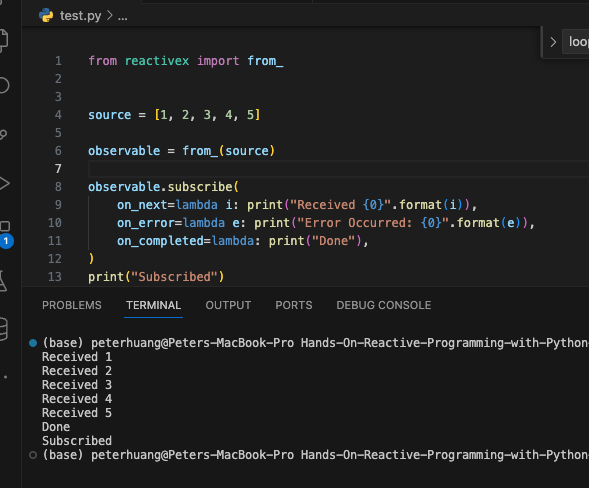 test.py > ...
loo
1 from reactivex import from_
2
3
4 source = [1, 2, 3, 4, 5]
5
6 observable = from_(source)
7
8 observable.subscribe(
9     on_next=lambda i: print("Received {0}".format(i)),
10     on_error=lambda e: print("Error Occurred: {0}".format(e)),
11     on_completed=lambda: print("Done"),
12 )
13 print("Subscribed")
1
PROBLEMS TERMINAL OUTPUT PORTS DEBUG CONSOLE
(base) peterhuang@Peters-MacBook-Pro Hands-On-Reactive-Programming-with-Python-
Received 1
Received 2
Received 3
Received 4
Received 5
Done
Subscribed
(base) peterhuang@Peters-MacBook-Pro Hands-On-Reactive-Programming-with-Python-